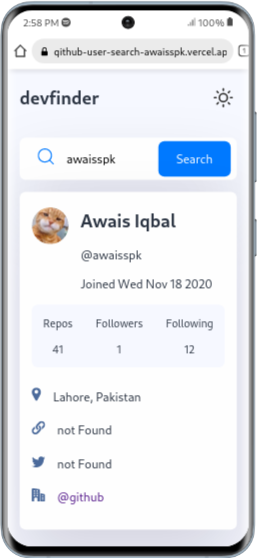 2:58 PM
100%
github-user-search-awaisspk.vercel.ap
1
devfinder
awaisspk
Search
Awais Iqbal
@awaisspk
Joined Wed Nov 18 2020
Repos Followers Following
41 1 12
Lahore, Pakistan
not Found
not Found
@github